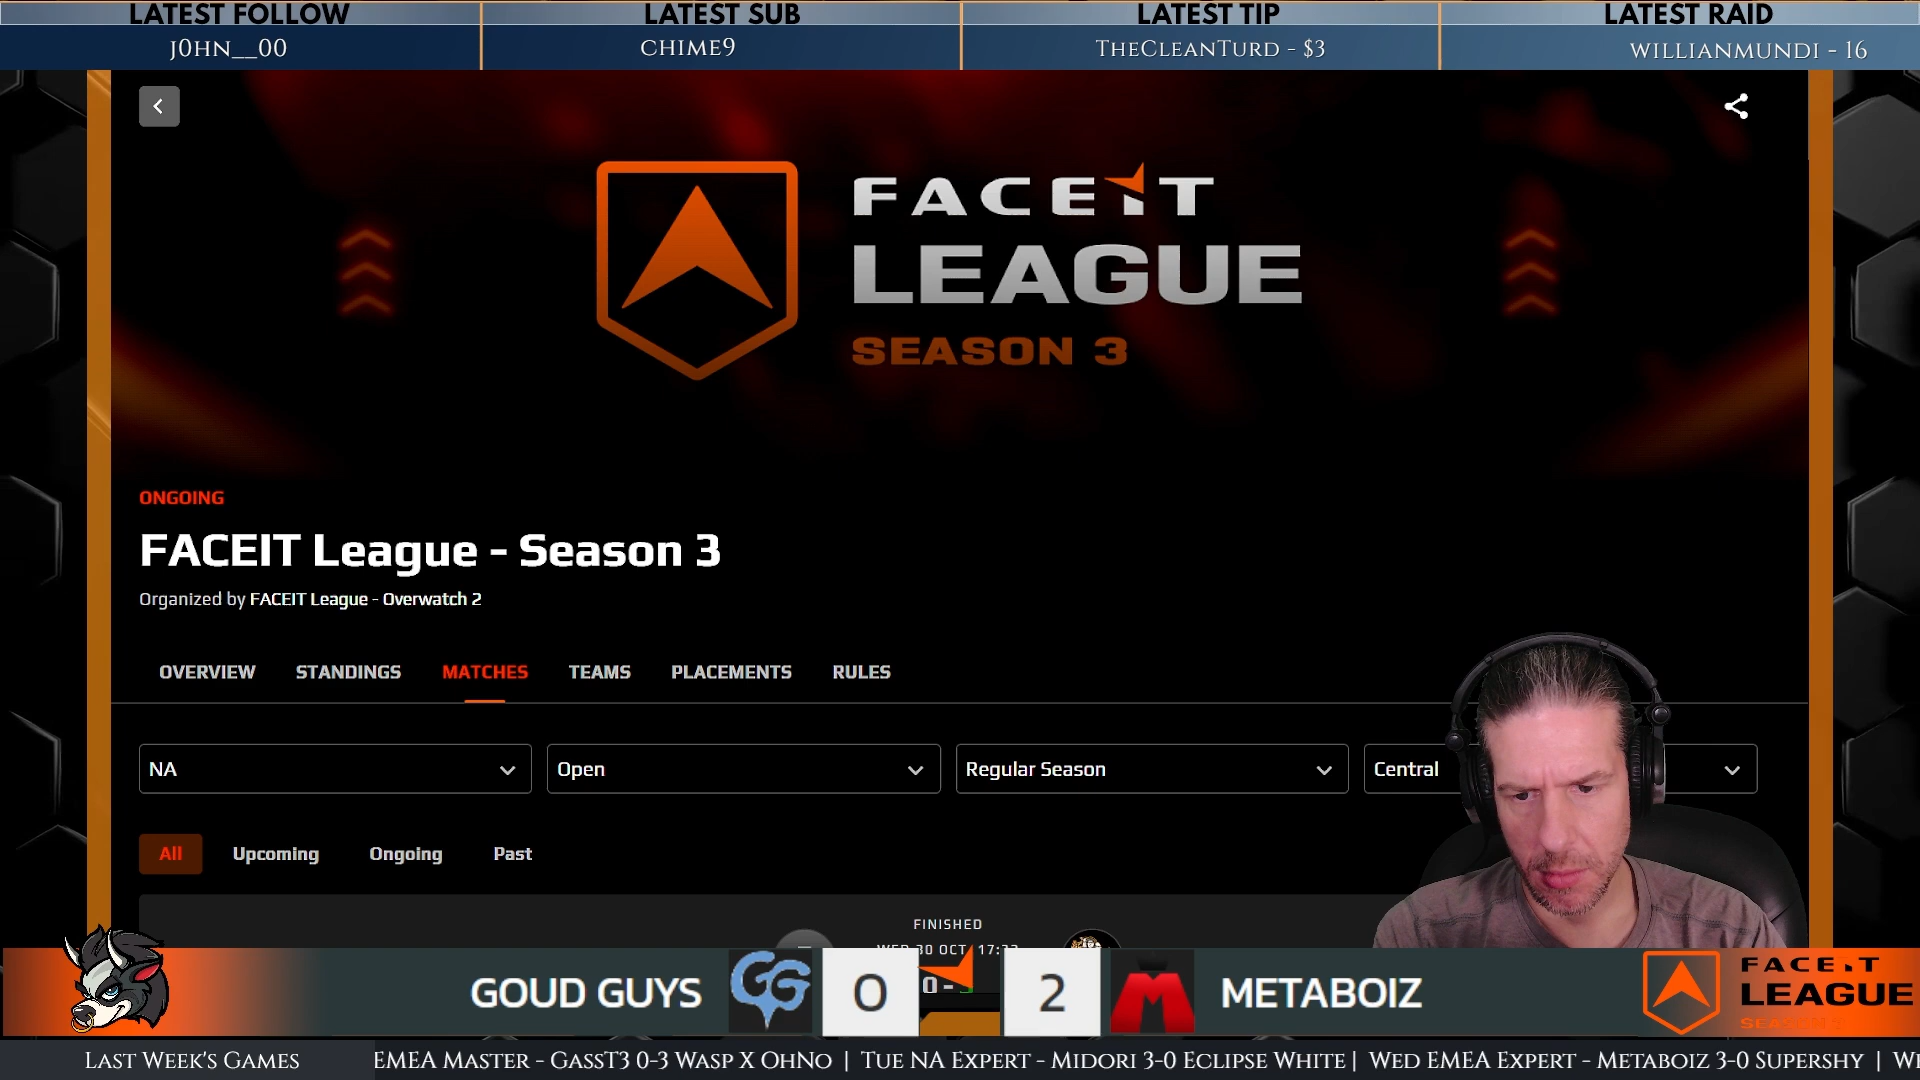 LATEST FOLLOW
LATEST SUB
LATEST TIP
LATEST RAID
J0HN__00
CHIME9
THECLEANTURD - $3
WILLIANMUNDI - 16
FACEIT
LEAGUE
SEASON 3
ONGOING
FACEIT League - Season 3
Organized by FACEIT League - Overwatch 2
OVERVIEW
STANDINGS
MATCHES
TEAMS
PLACEMENTS
RULES
NA
Open
Regular Season
Central
All
Upcoming
Ongoing
Past
FINISHED
GOUD GUYS
GG
0
2
M
METABOIZ
FACEIT
LEAGUE
LAST WEEK'S GAMES
EMEA MASTER - GASST3 0-3 WASP X OHNO | TUE NA EXPERT - MIDORI 3-0 ECLIPSE WHITE | WED EMEA EXPERT - METABOIZ 3-0 SUPERSHY |